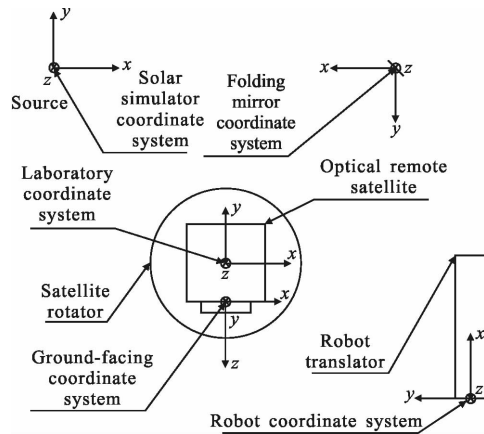 y
z
x
Source
Solar
simulator
coordinate
system
Folding
mirror
coordinate
system
x
z
y
Laboratory
coordinate
system
Optical remote
satellite
y
z
x
Satellite
rotator
x
y
z
Ground-facing
coordinate
system
Robot
translator
x
y
z
Robot coordinate system